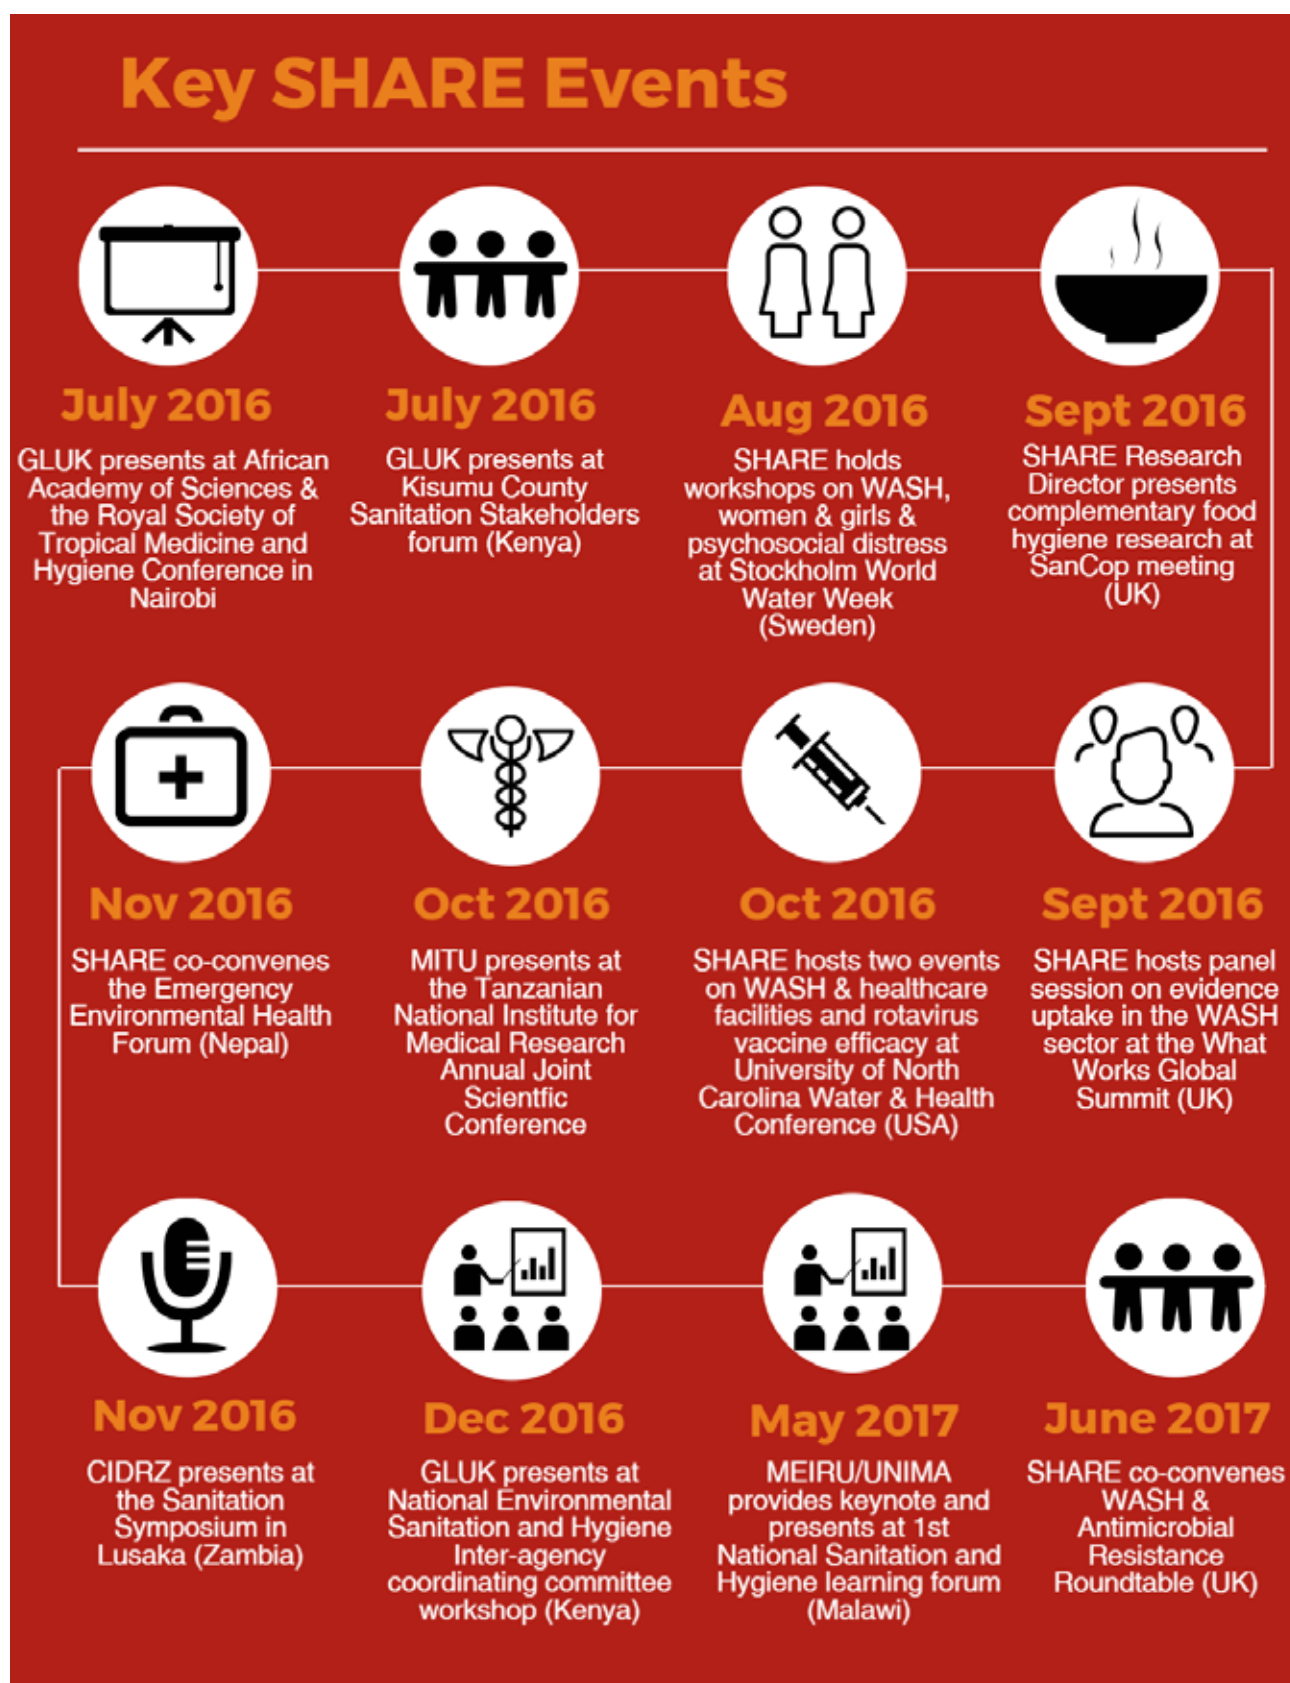 Key SHARE Events
July 2016
GLUK presents at African
Academy of Sciences &
the Royal Society of
Tropical Medicine and
Hygiene Conference in
Nairobi
July 2016
GLUK presents at
Kisumu County
Sanitation Stakeholders
forum (Kenya)
Aug 2016
SHARE holds
workshops on WASH,
women & girls &
psychosocial distress
at Stockholm World
Water Week
(Sweden)
Sept 2016
SHARE Research
Director presents
complementary food
hygiene research at
SanCop meeting
(UK)
Sept 2016
SHARE hosts panel
session on evidence
uptake in the WASH
sector at the What
Works Global
Summit (UK)
Oct 2016
SHARE hosts two events
on WASH & healthcare
facilities and rotavirus
vaccine efficacy at
University of North
Carolina Water & Health
Conference (USA)
Oct 2016
MITU presents at
the Tanzanian
National Institute for
Medical Research
Annual Joint
Scientfic
Conference
Nov 2016
SHARE co-convenes
the Emergency
Environmental Health
Forum (Nepal)
Nov 2016
CIDRZ presents at
the Sanitation
Symposium in
Lusaka (Zambia)
Dec 2016
GLUK presents at
National Environmental
Sanitation and Hygiene
Inter-agency
coordinating committee
workshop (Kenya)
May 2017
MEIRU/UNIMA
provides keynote and
presents at 1st
National Sanitation and
Hygiene learning forum
(Malawi)
June 2017
SHARE co-convenes
WASH &
Antimicrobial
Resistance
Roundtable (UK)